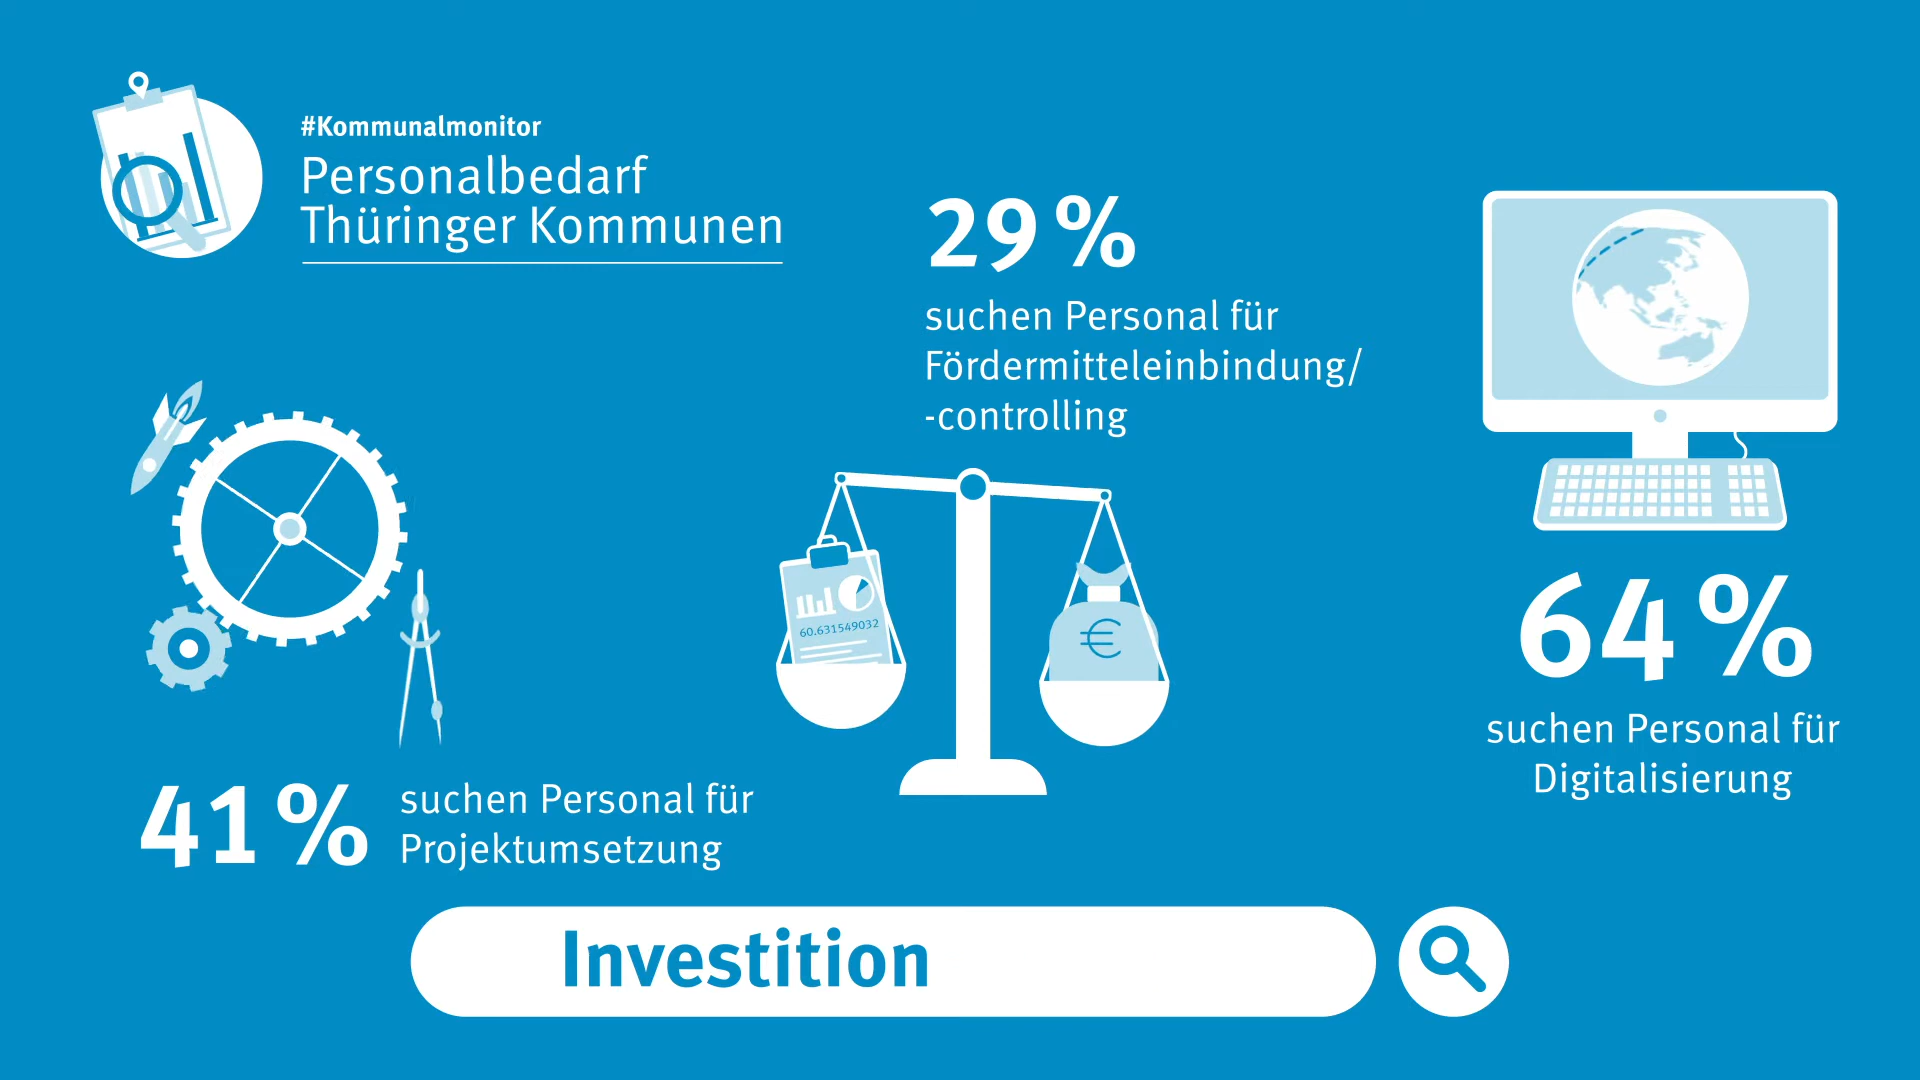 #Kommunalmonitor
Personalbedarf
Thüringer Kommunen
29 %
suchen Personal für
Fördermitteleinbindung/
-controlling
60.631549032
€
64 %
suchen Personal für
Digitalisierung
41 %
suchen Personal für
Projektumsetzung
Investition